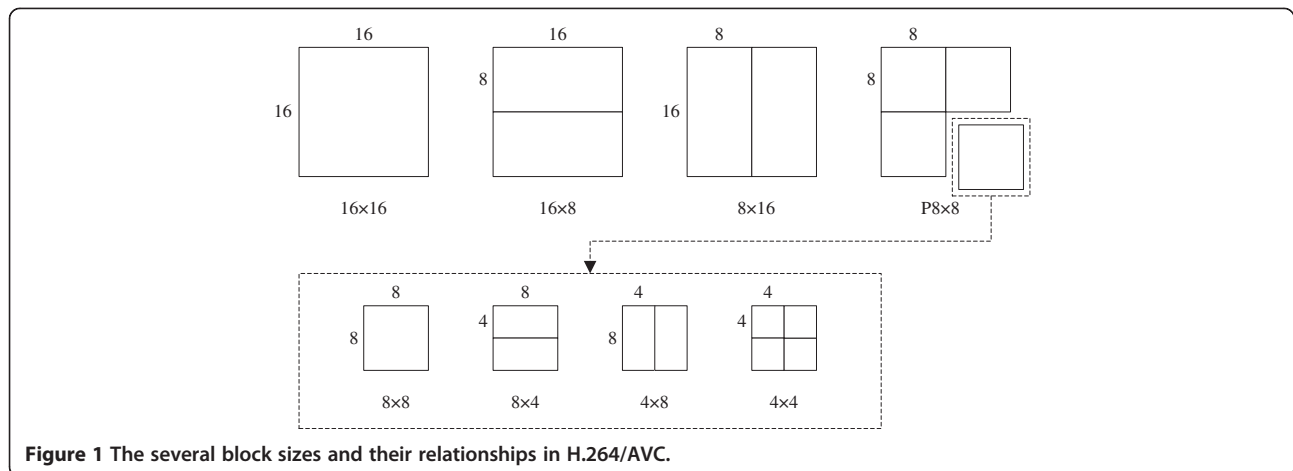 16 16 8 8
8 8
16 16
16×16 16×8 8×16 P8×8
8 8 4 4
4 4
8 8
8×8 8×4 4×8 4×4
Figure 1 The several block sizes and their relationships in H.264/AVC.